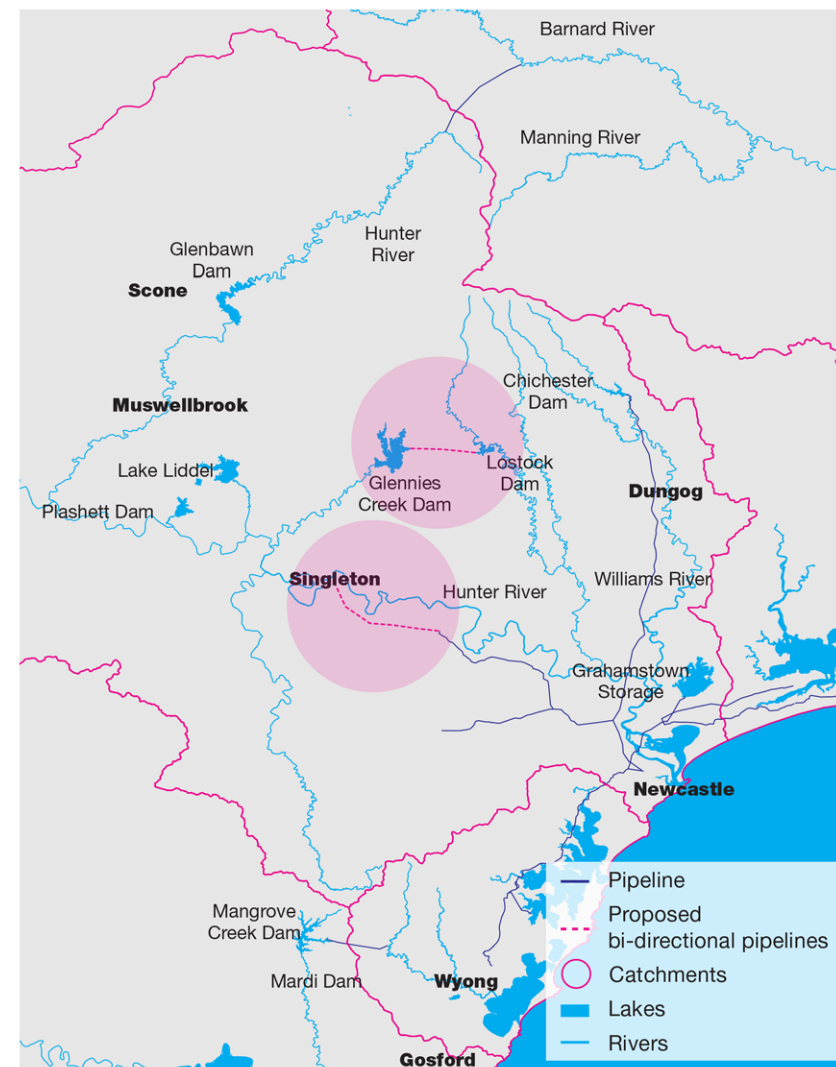 Barnard River
Manning River
Hunter
River
Glenbawn
Dam
Scone
Chichester
Dam
Muswellbrook
Lake Liddel
Lostock
Dam
Glennies
Creek Dam
Dungog
Plashett Dam
Singleton
Williams River
Hunter River
Grahamstown
Storage
Newcastle
Pipeline
Proposed
bi-directional pipelines
Catchments
Lakes
Rivers
Mangrove
Creek Dam
Mardi Dam
Wyong
Gosford